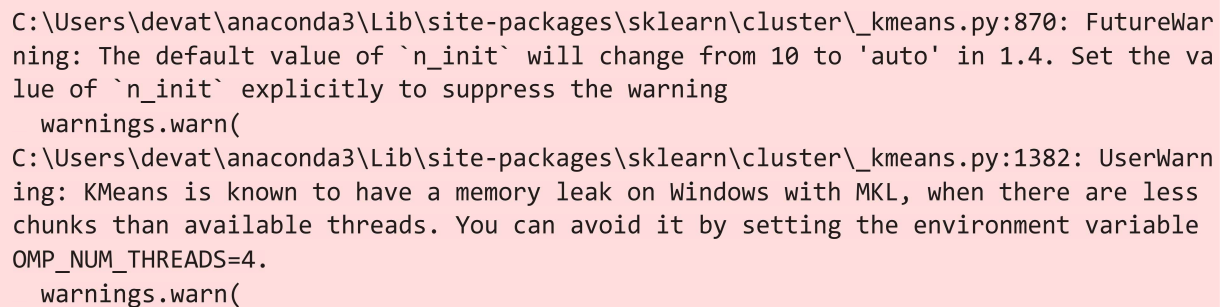 C:\Users\devat\anaconda3\Lib\site-packages\sklearn\cluster\_kmeans.py:870: FutureWar
ning: The default value of `n_init` will change from 10 to 'auto' in 1.4. Set the va
lue of `n_init` explicitly to suppress the warning
  warnings.warn(
C:\Users\devat\anaconda3\Lib\site-packages\sklearn\cluster\_kmeans.py:1382: UserWarn
ing: KMeans is known to have a memory leak on Windows with MKL, when there are less
chunks than available threads. You can avoid it by setting the environment variable
OMP_NUM_THREADS=4.
  warnings.warn(